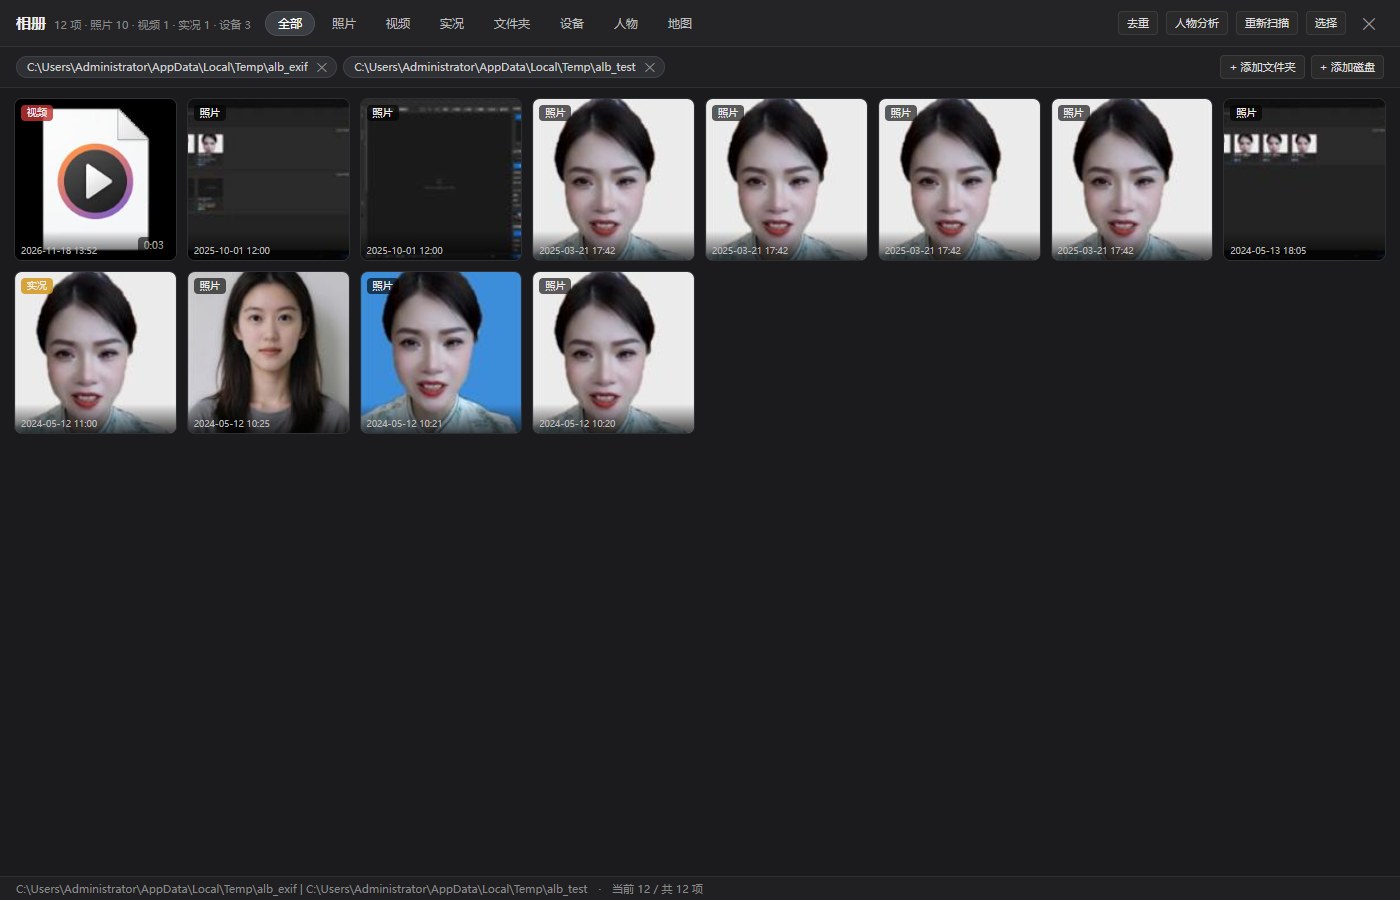 相册 12 项 · 照片 10 · 视频 1 · 实况 1 · 设备 3 全部 照片 视频 实况 文件夹 设备 人物 地图 去重 人物分析 重新扫描 选择
C:\Users\Administrator\AppData\Local\Temp\alb_exif C:\Users\Administrator\AppData\Local\Temp\alb_test + 添加文件夹 + 添加磁盘
视频 照片 照片 照片 照片 照片 照片 照片
0:03
2026-11-18 13:52 2025-10-01 12:00 2025-10-01 12:00 2025-03-21 17:42 2025-03-21 17:42 2025-03-21 17:42 2025-03-21 17:42 2024-05-13 18:05
实况 照片 照片 照片
2024-05-12 11:00 2024-05-12 10:25 2024-05-12 10:21 2024-05-12 10:20
C:\Users\Administrator\AppData\Local\Temp\alb_exif | C:\Users\Administrator\AppData\Local\Temp\alb_test · 当前 12 / 共 12 项